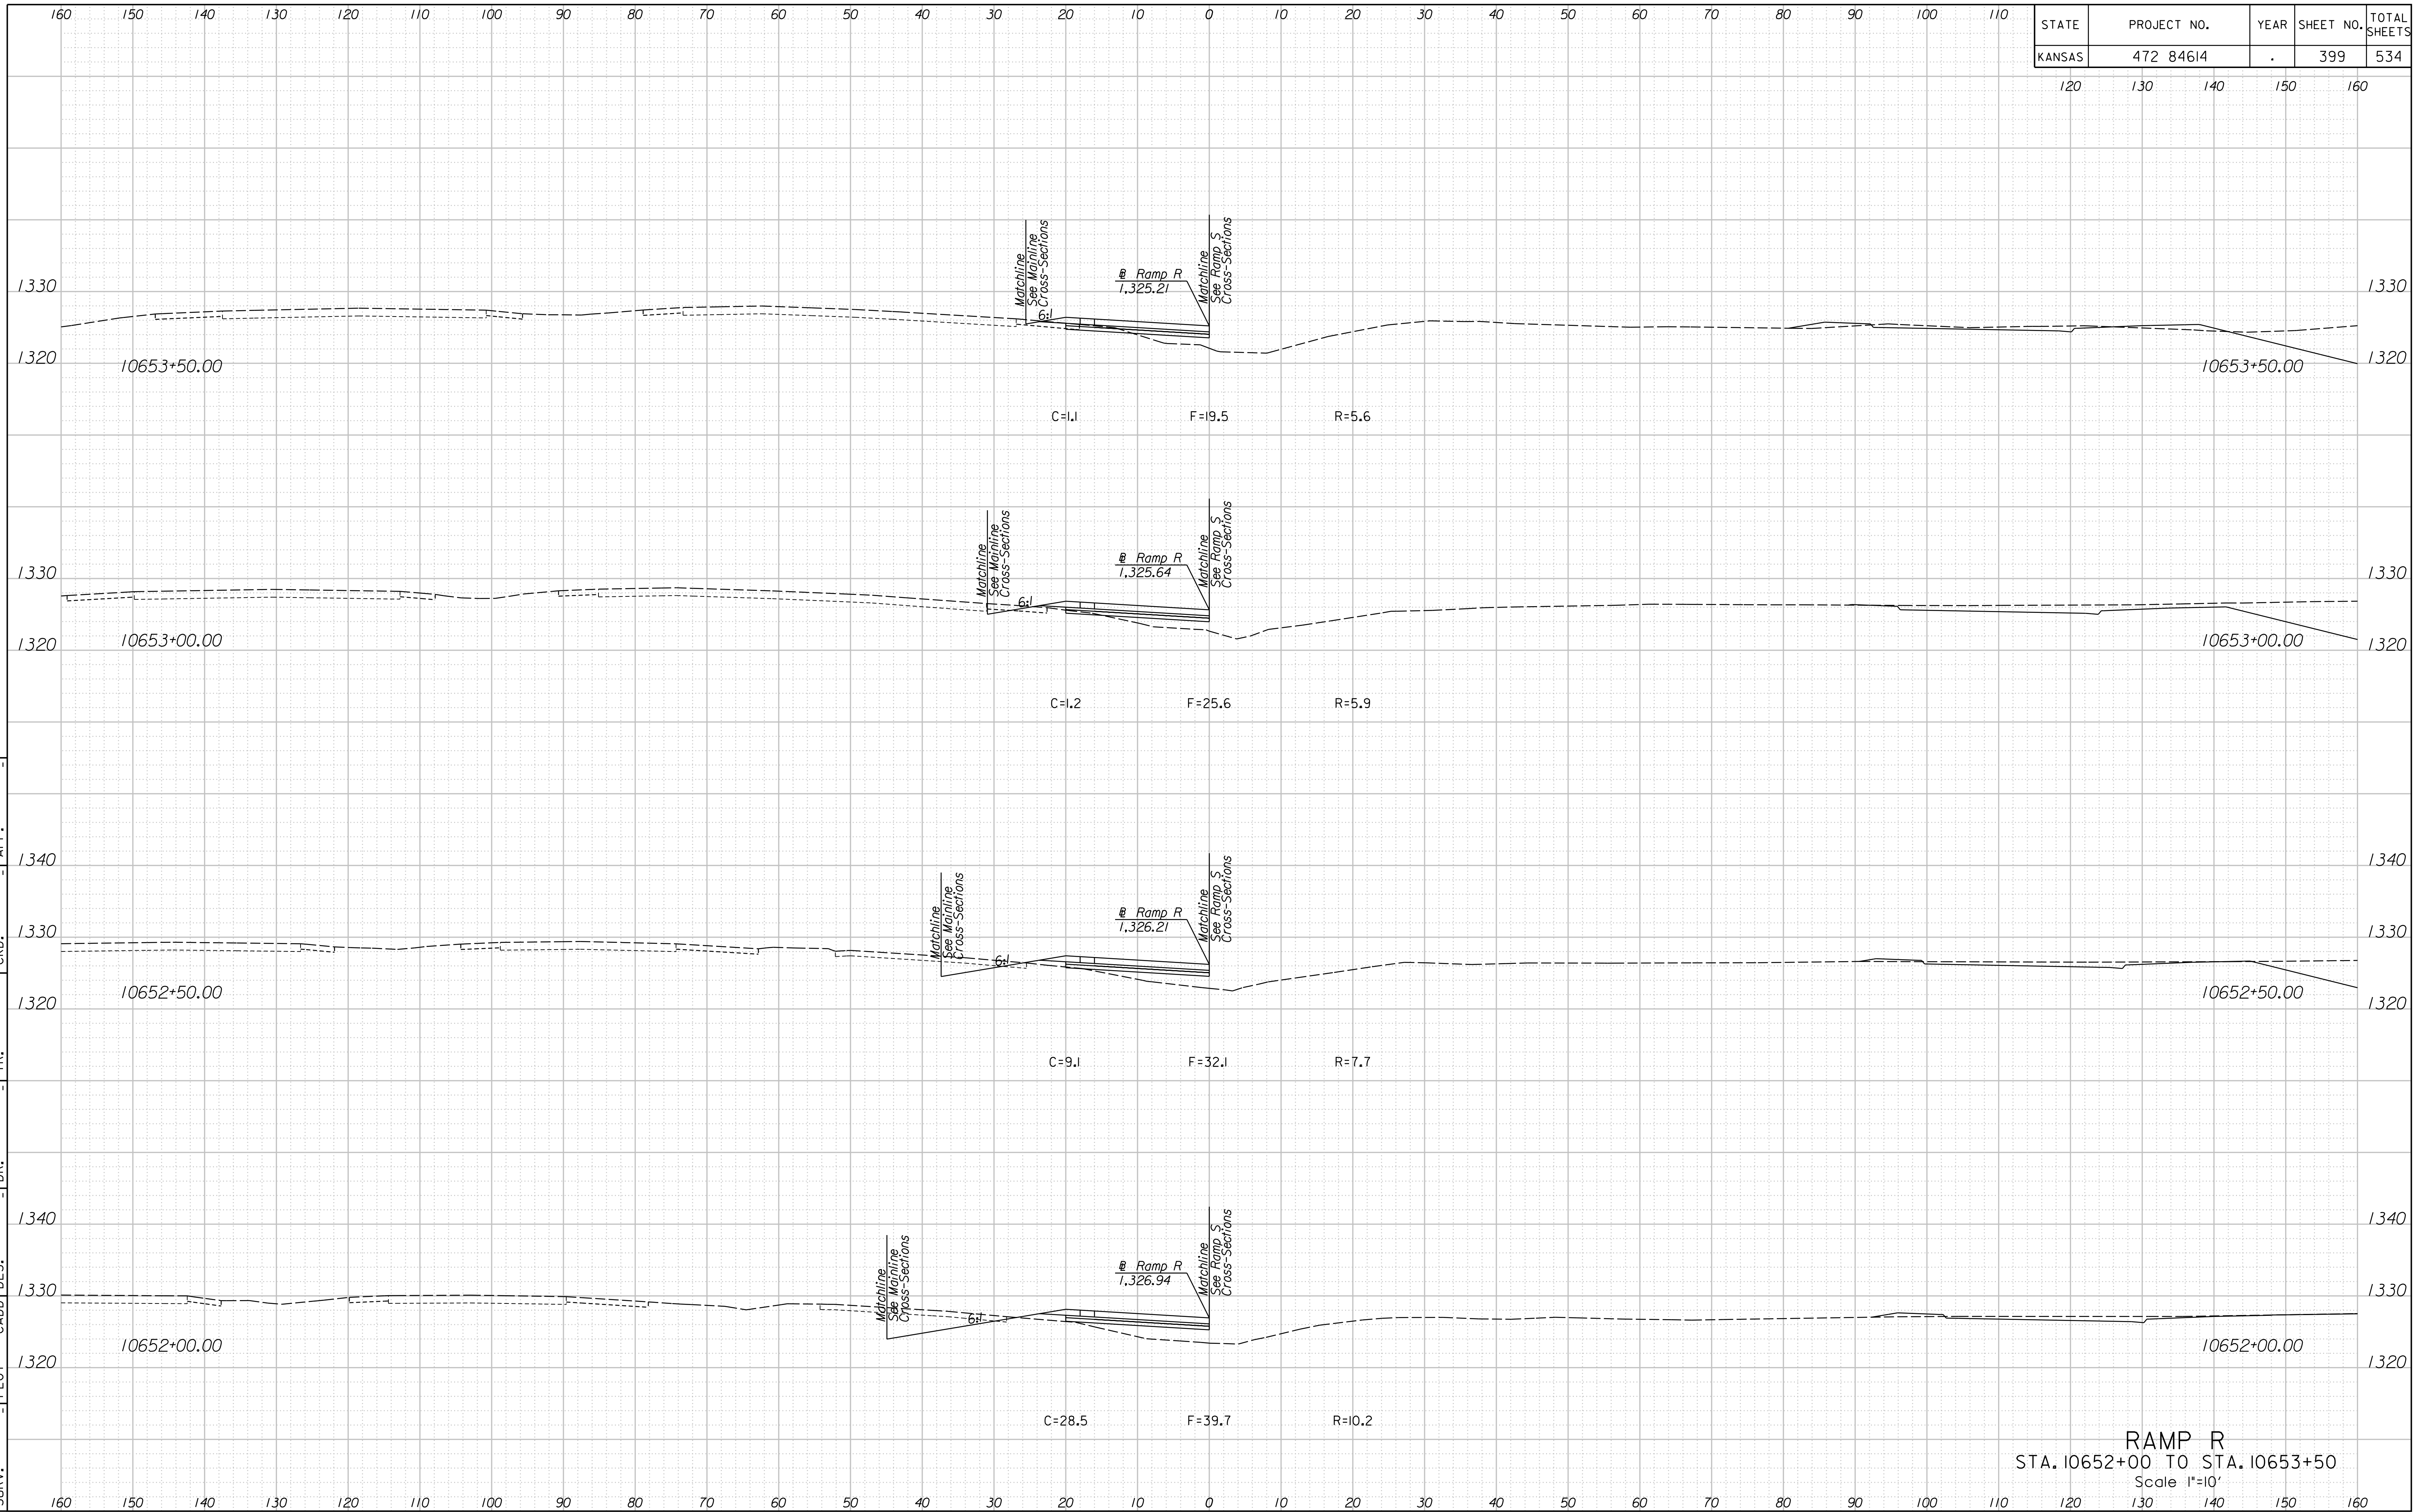 160 150 140 130 120 110 100 90 80 70 60 50 40 30 20 10 0 10 20 30 40 50 60 70 80 90 100 110
STATE PROJECT NO. YEAR SHEET NO. TOTAL SHEETS
KANSAS 472 84614 . 399 534
120 130 140 150 160
Matchline
See Mainline
Cross-Sections
Matchline
See Ramp S
Cross-Sections
℄ Ramp R
1,325.21
6:1
1330 1330
1320 1320
10653+50.00 10653+50.00
C=1.1 F=19.5 R=5.6
Matchline
See Mainline
Cross-Sections
Matchline
See Ramp S
Cross-Sections
℄ Ramp R
1,325.64
6:1
1330 1330
1320 1320
10653+00.00 10653+00.00
C=1.2 F=25.6 R=5.9
1340 1340
Matchline
See Mainline
Cross-Sections
Matchline
See Ramp S
Cross-Sections
℄ Ramp R
1,326.21
6:1
1330 1330
10652+50.00 10652+50.00
1320 1320
C=9.1 F=32.1 R=7.7
1340 1340
Matchline
See Mainline
Cross-Sections
Matchline
See Ramp S
Cross-Sections
℄ Ramp R
1,326.94
6:1
1330 1330
10652+00.00 10652+00.00
1320 1320
C=28.5 F=39.7 R=10.2
RAMP R
STA. 10652+00 TO STA. 10653+50
Scale 1"=10'
160 150 140 130 120 110 100 90 80 70 60 50 40 30 20 10 0 10 20 30 40 50 60 70 80 90 100 110 120 130 140 150 160